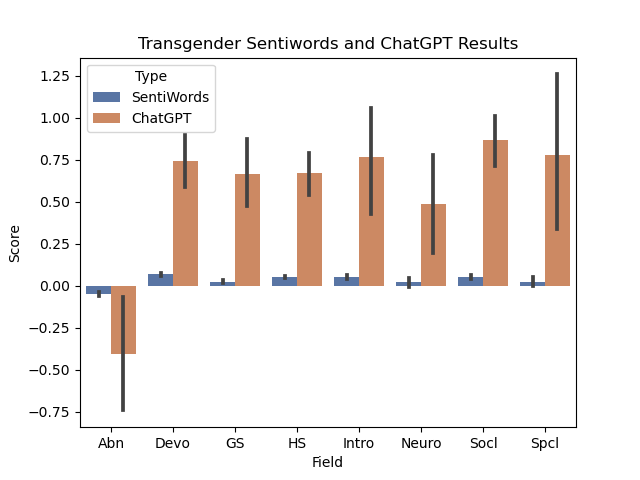 Transgender Sentiwords and ChatGPT Results
Type
SentiWords
ChatGPT
Score
1.25
1.00
0.75
0.50
0.25
0.00
−0.25
−0.50
−0.75
Abn Devo GS HS Intro Neuro Socl Spcl
Field